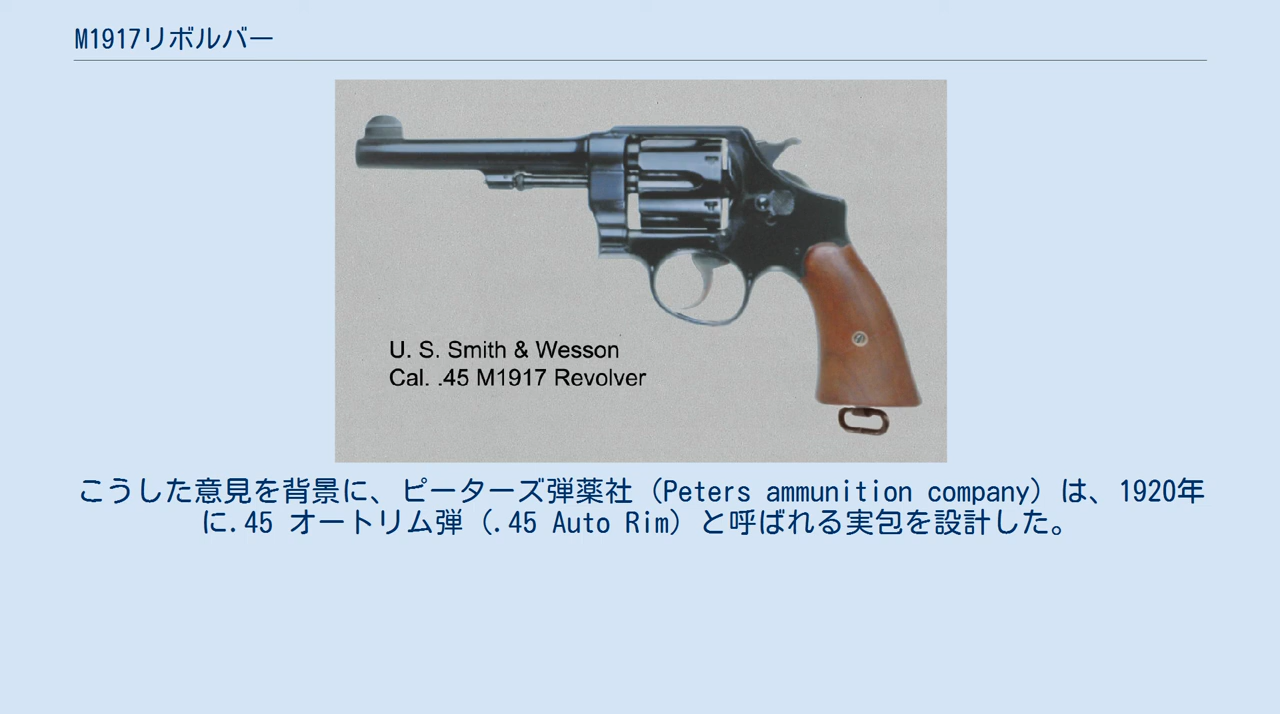 M1917リボルバー
U. S. Smith & Wesson
Cal. .45 M1917 Revolver
こうした意見を背景に、ピーターズ弾薬社（Peters ammunition company）は、1920年
に.45 オートリム弾（.45 Auto Rim）と呼ばれる実包を設計した。